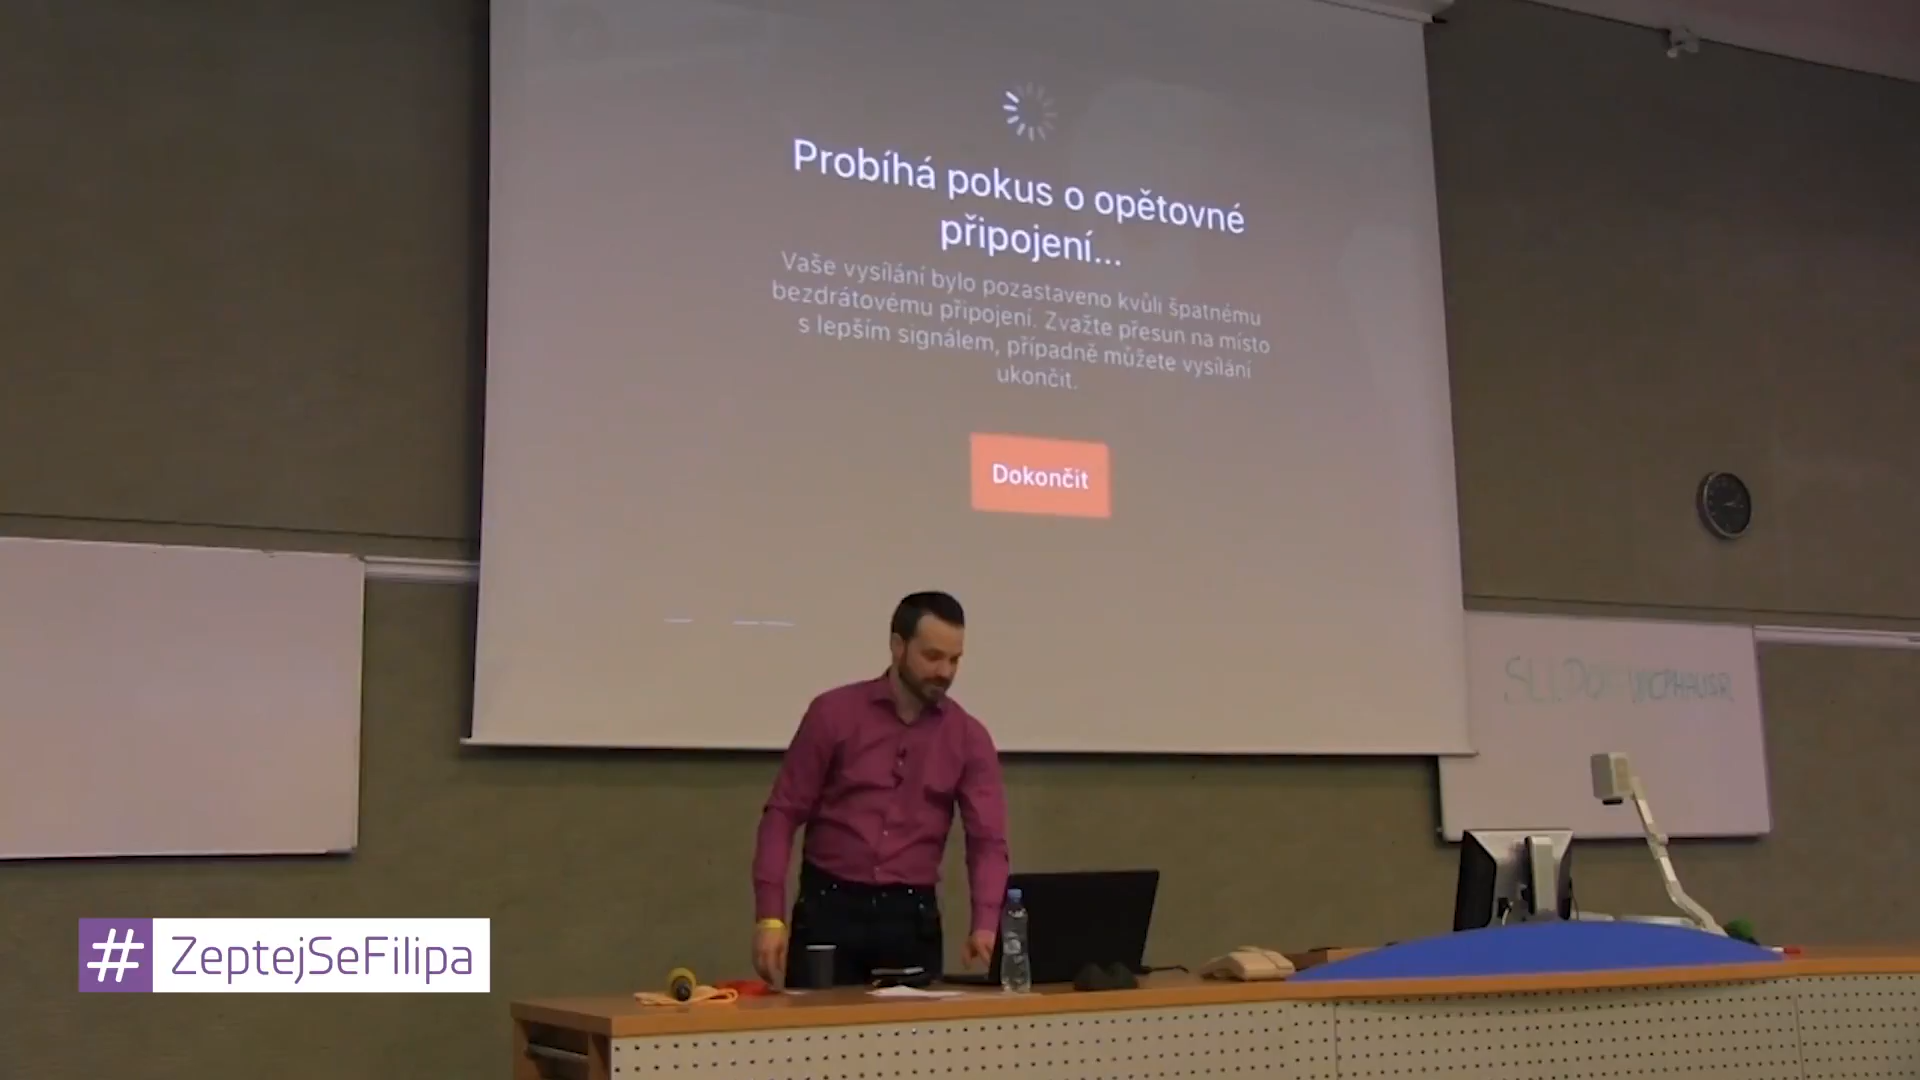 Probíhá pokus o opětovné
připojení...
Vaše vysílání bylo pozastaveno kvůli špatnému
bezdrátovému připojení. Zvažte přesun na místo
s lepším signálem, případně můžete vysílání
ukončit.
Dokončit
# ZeptejSeFilipa